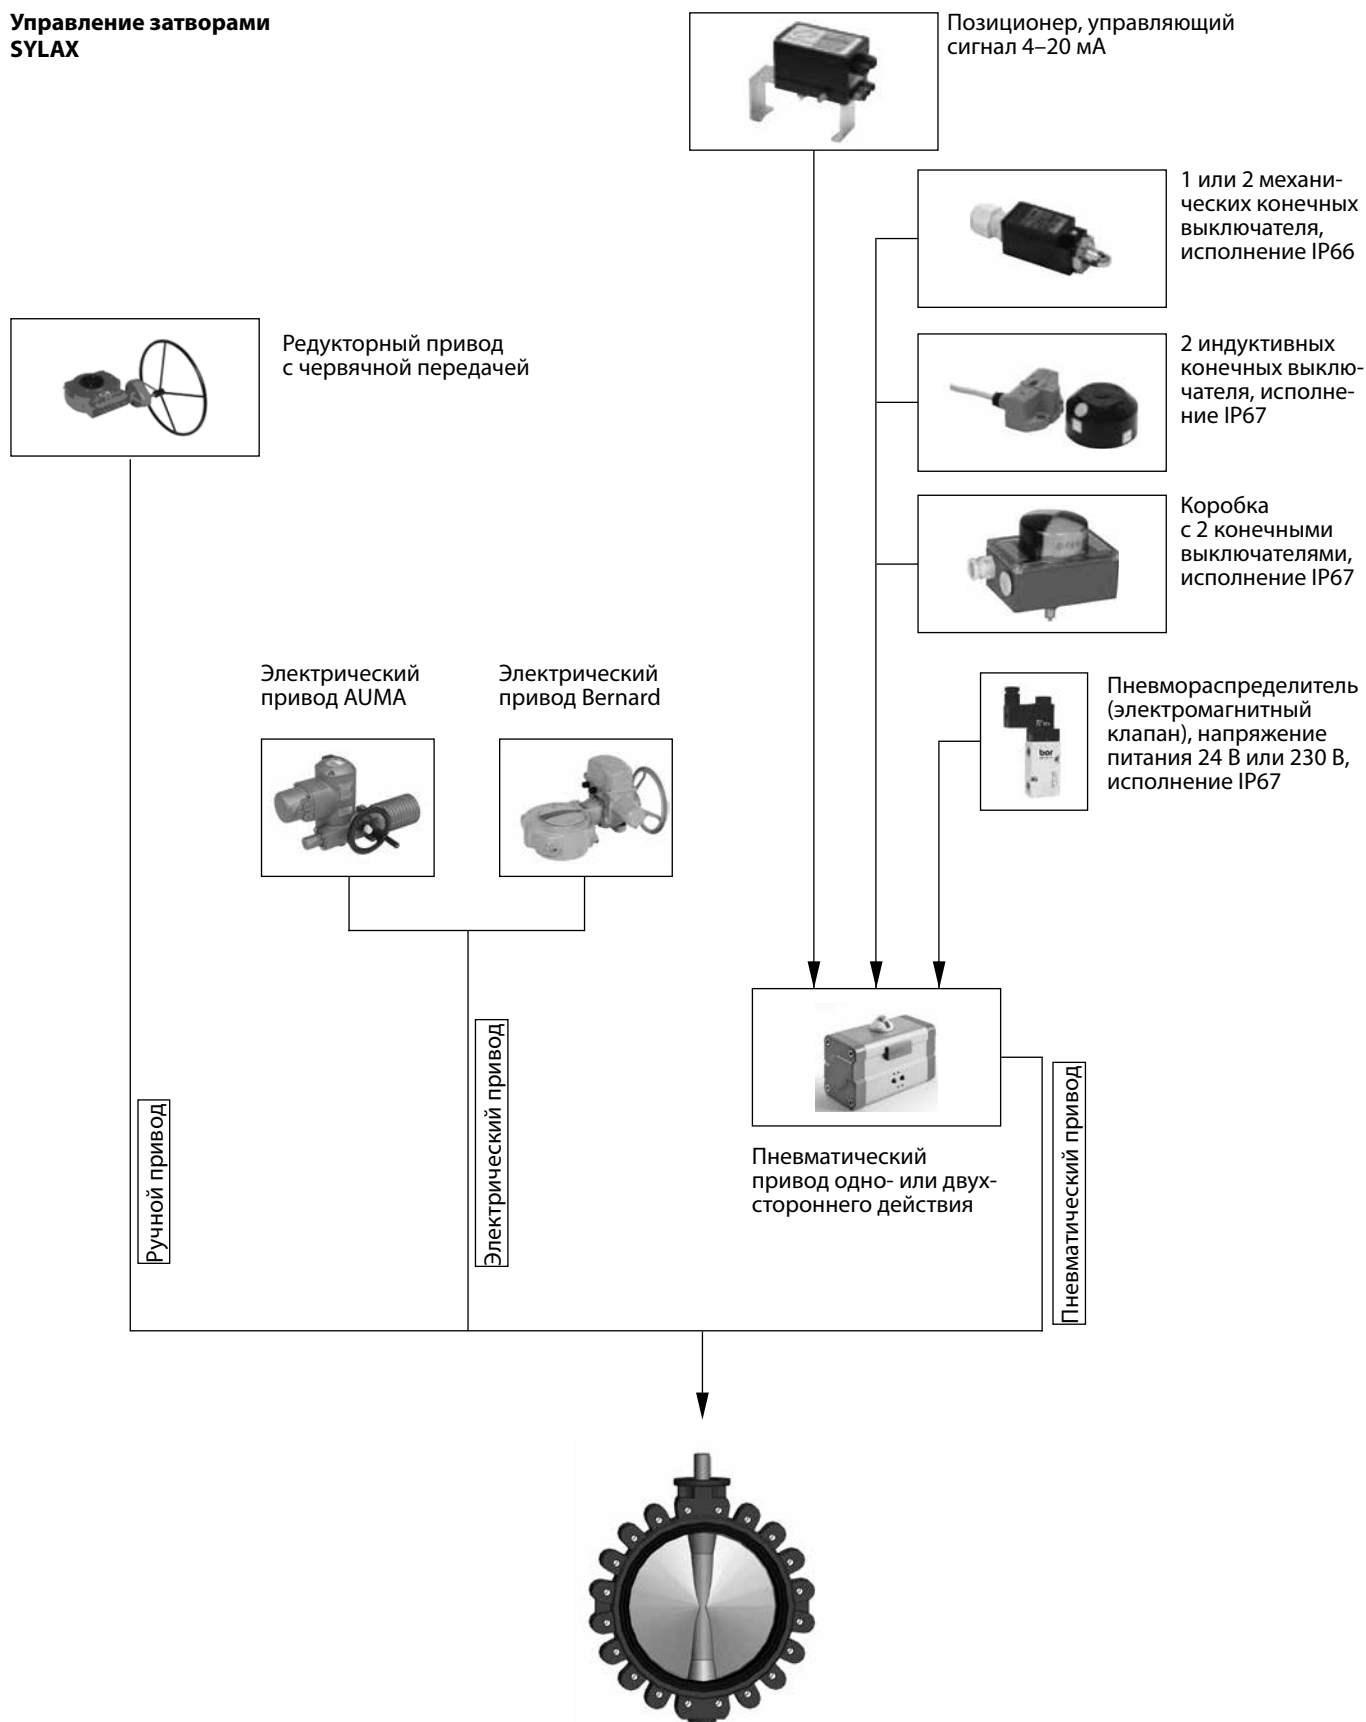 Управление затворами
SYLAX
Позиционер, управляющий
сигнал 4–20 мА
1 или 2 механи-
ческих конечных
выключателя,
исполнение IP66
Редукторный привод
с червячной передачей
2 индуктивных
конечных выклю-
чателя, исполне-
ние IP67
Коробка
с 2 конечными
выключателями,
исполнение IP67
Электрический
привод AUMA
Электрический
привод Bernard
Пневмораспределитель
(электромагнитный
клапан), напряжение
питания 24 В или 230 В,
исполнение IP67
bar
Ручной привод
Электрический привод
Пневматический
привод одно- или двух-
стороннего действия
Пневматический привод